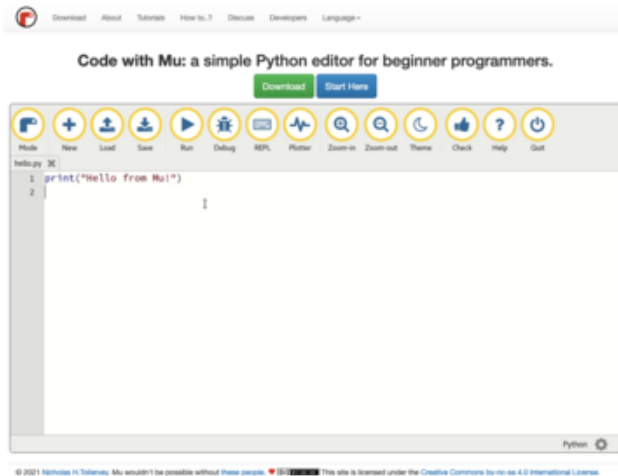 Download About Tutorials How to..? Discuss Developers Language
Code with Mu: a simple Python editor for beginner programmers.
Download Start Here
Mode New Load Save Run Debug REPL Plotter Zoom-in Zoom-out Theme Check Help Quit
hello.py
1 print("Hello from Mu!")
2
Python
© 2021 Nicholas H.Tollervey. Mu wouldn't be possible without these people. This site is licensed under the Creative Commons by-nc-sa 4.0 International License.